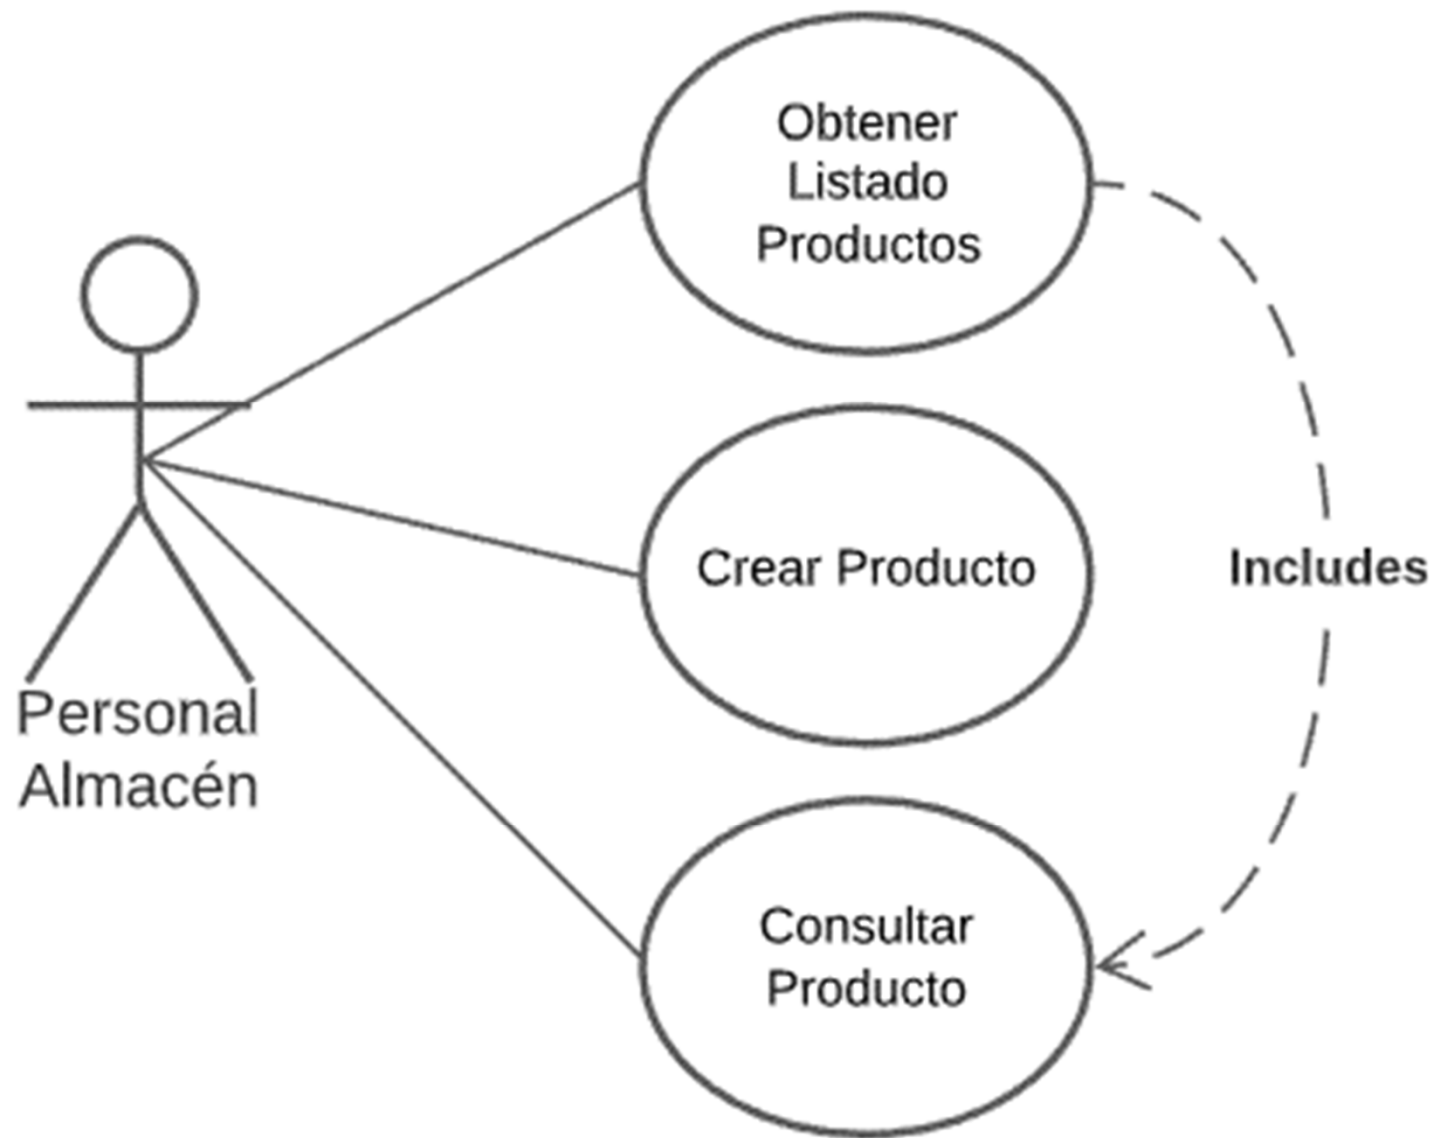 Obtener
Listado
Productos
Crear Producto
Includes
Personal
Almacén
Consultar
Producto